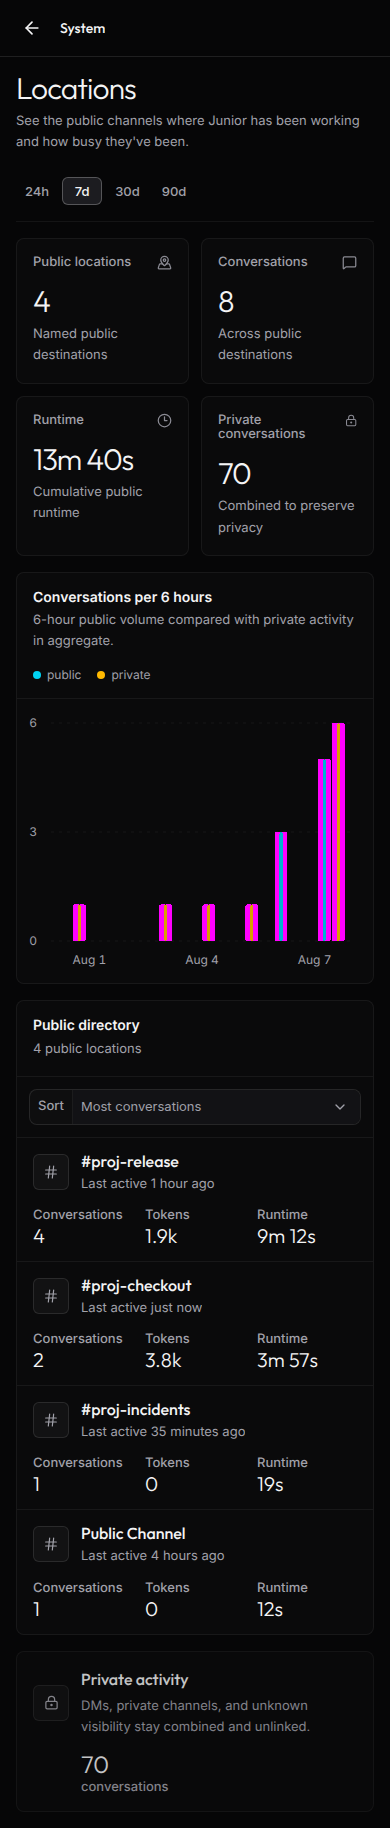 System
Locations
See the public channels where Junior has been working
and how busy they've been.
24h 7d 30d 90d
Public locations
4
Named public
destinations
Conversations
8
Across public
destinations
Runtime
13m 40s
Cumulative public
runtime
Private
conversations
70
Combined to preserve
privacy
Conversations per 6 hours
6-hour public volume compared with private activity
in aggregate.
public private
6
3
0
Aug 1 Aug 4 Aug 7
Public directory
4 public locations
Sort Most conversations
#proj-release
Last active 1 hour ago
Conversations Tokens Runtime
4 1.9k 9m 12s
#proj-checkout
Last active just now
Conversations Tokens Runtime
2 3.8k 3m 57s
#proj-incidents
Last active 35 minutes ago
Conversations Tokens Runtime
1 0 19s
Public Channel
Last active 4 hours ago
Conversations Tokens Runtime
1 0 12s
Private activity
DMs, private channels, and unknown
visibility stay combined and unlinked.
70
conversations